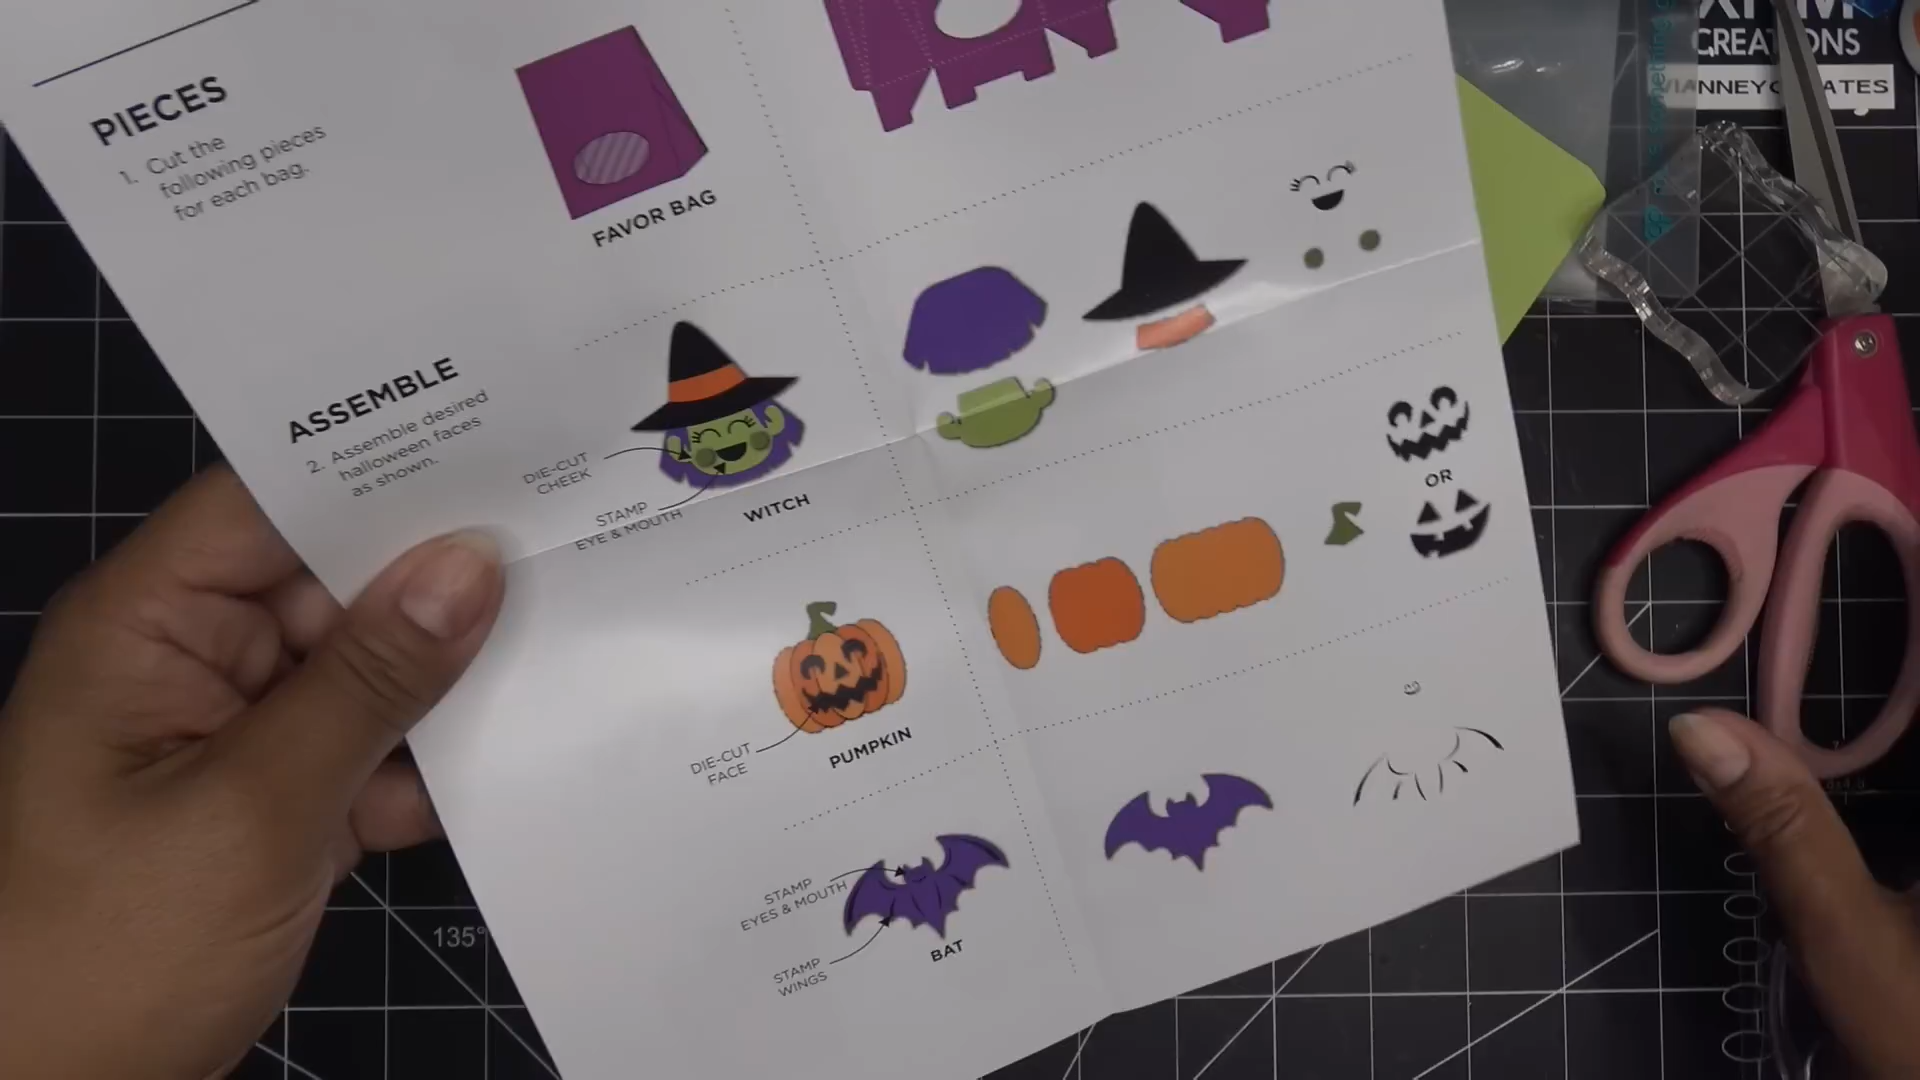 PIECES
1. Cut the
following pieces
for each bag.
FAVOR BAG
ASSEMBLE
2. Assemble desired
halloween faces
as shown.
DIE-CUT
CHEEK
STAMP
EYE & MOUTH
WITCH
OR
DIE-CUT
FACE
PUMPKIN
STAMP
EYES & MOUTH
STAMP
WINGS
BAT
135°
CREATIONS
something